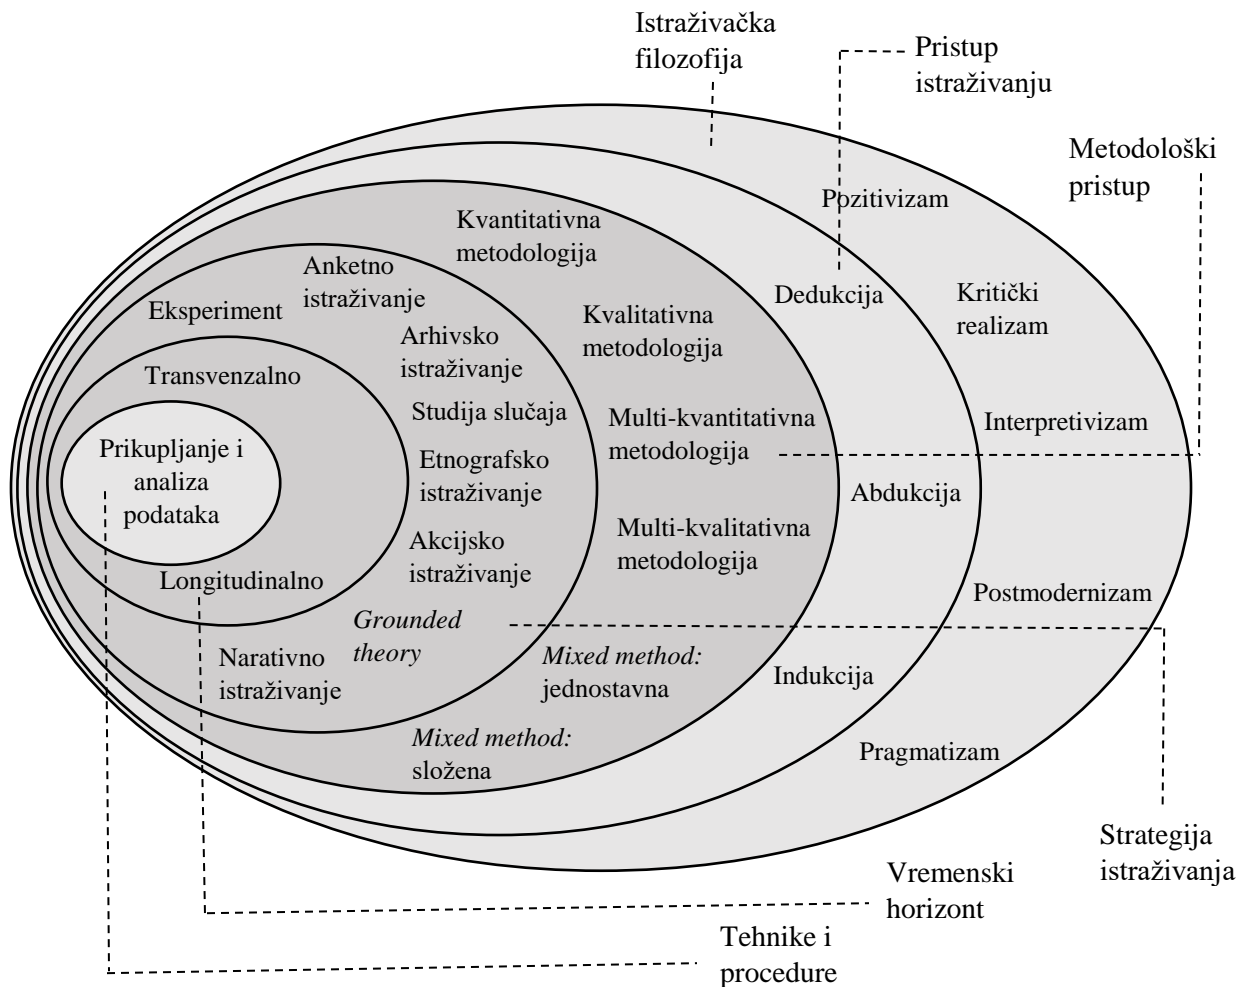 Istraživačka
filozofija
Pristup
istraživanju
Metodološki
pristup
Pozitivizam
Kritički
realizam
Interpretivizam
Postmodernizam
Pragmatizam
Dedukcija
Abdukcija
Indukcija
Kvantitativna
metodologija
Kvalitativna
metodologija
Multi-kvantitativna
metodologija
Multi-kvalitativna
metodologija
Mixed method:
jednostavna
Mixed method:
složena
Anketno
istraživanje
Eksperiment
Arhivsko
istraživanje
Studija slučaja
Etnografsko
istraživanje
Akcijsko
istraživanje
Grounded
theory
Narativno
istraživanje
Transvenzalno
Longitudinalno
Prikupljanje i
analiza
podataka
Strategija
istraživanja
Vremenski
horizont
Tehnike i
procedure